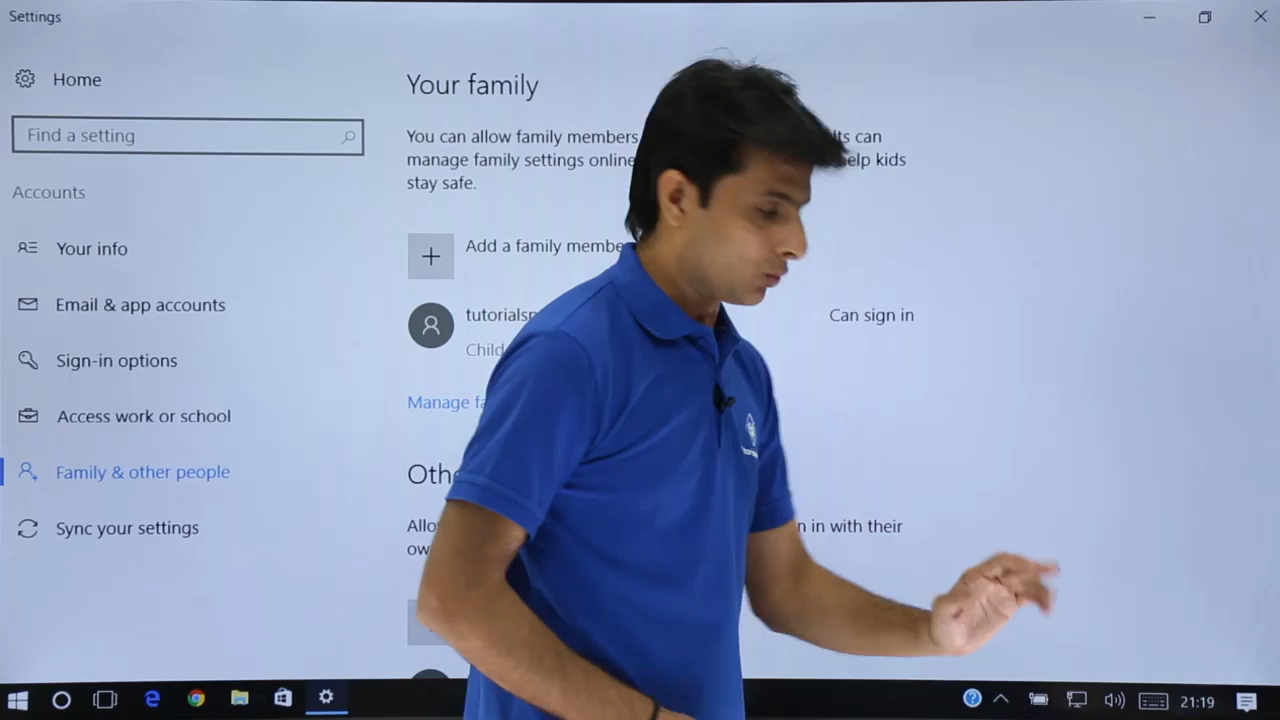 Settings
Home
Find a setting
Accounts
Your info
Email & app accounts
Sign-in options
Access work or school
Family & other people
Sync your settings
Your family
You can allow family members lts can
manage family settings online elp kids
stay safe.
Add a family membe
tutorialsp
Can sign in
Child
Manage fa
Othe
Allo n in with their
ow
21:19